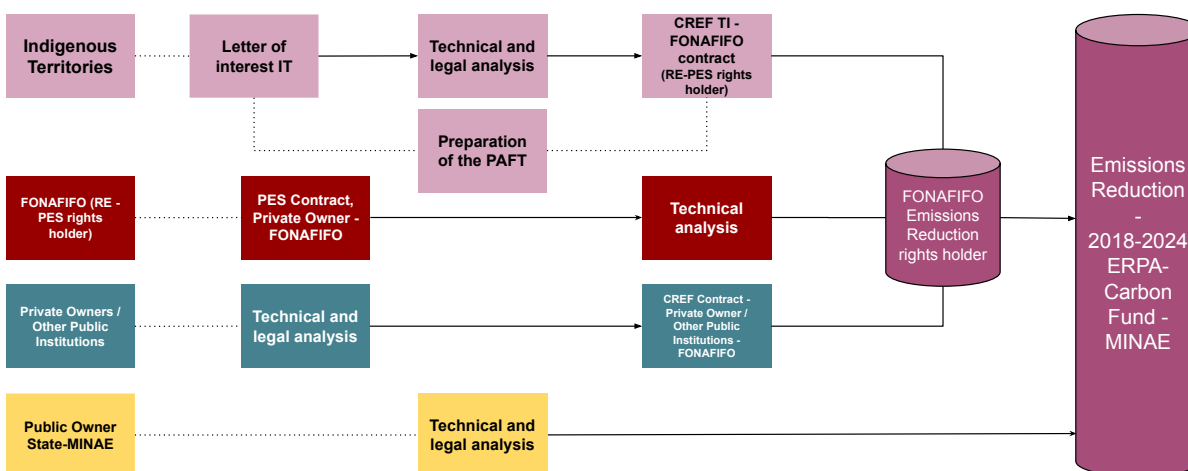 Indigenous
Territories
Letter of
interest IT
Technical and
legal analysis
CREF TI -
FONAFIFO
contract
(RE-PES rights
holder)
Preparation
of the PAFT
FONAFIFO (RE -
PES rights
holder)
PES Contract,
Private Owner -
FONAFIFO
Technical
analysis
FONAFIFO
Emissions
Reduction
rights holder
Emissions
Reduction
-
2018-2024
ERPA-
Carbon
Fund -
MINAE
Private Owners /
Other Public
Institutions
Technical and
legal analysis
CREF Contract -
Private Owner /
Other Public
Institutions -
FONAFIFO
Public Owner
State-MINAE
Technical and
legal analysis